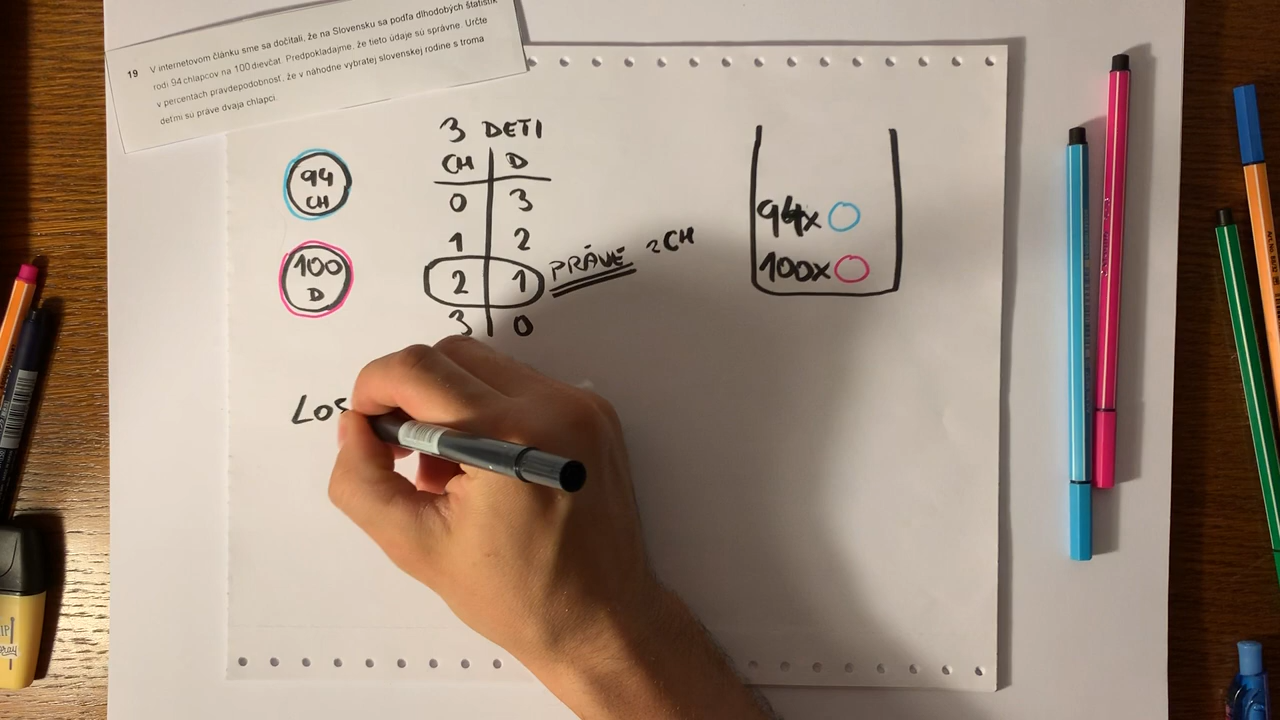 19 V internetovom článku sme sa dočítali, že na Slovensku sa podľa dlhodobých štatistík
rodí 94 chlapcov na 100 dievčat. Predpokladajme, že tieto údaje sú správne. Určte
v percentách pravdepodobnosť, že v náhodne vybratej slovenskej rodine s troma
deťmi sú práve dvaja chlapci.
3 DETI
CH D
0 3
1 2
2 1 PRÁVE 2CH
3 0
94
CH
100
D
94x
100x
LOS